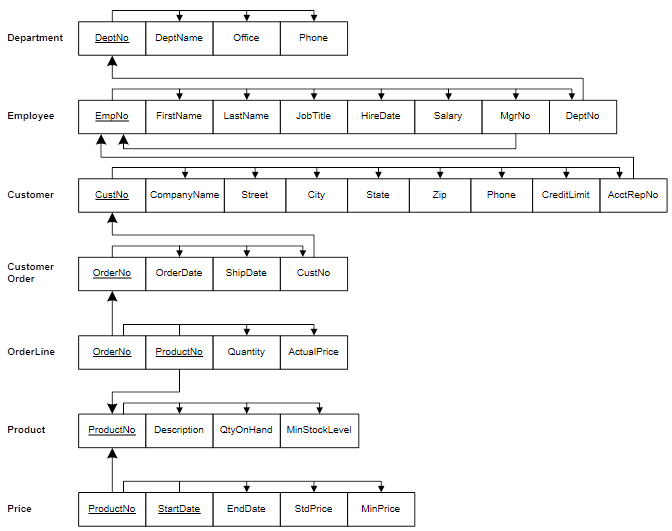 Department DeptNo DeptName Office Phone
Employee EmpNo FirstName LastName JobTitle HireDate Salary MgrNo DeptNo
Customer CustNo CompanyName Street City State Zip Phone CreditLimit AcctRepNo
Customer
Order OrderNo OrderDate ShipDate CustNo
OrderLine OrderNo ProductNo Quantity ActualPrice
Product ProductNo Description QtyOnHand MinStockLevel
Price ProductNo StartDate EndDate StdPrice MinPrice